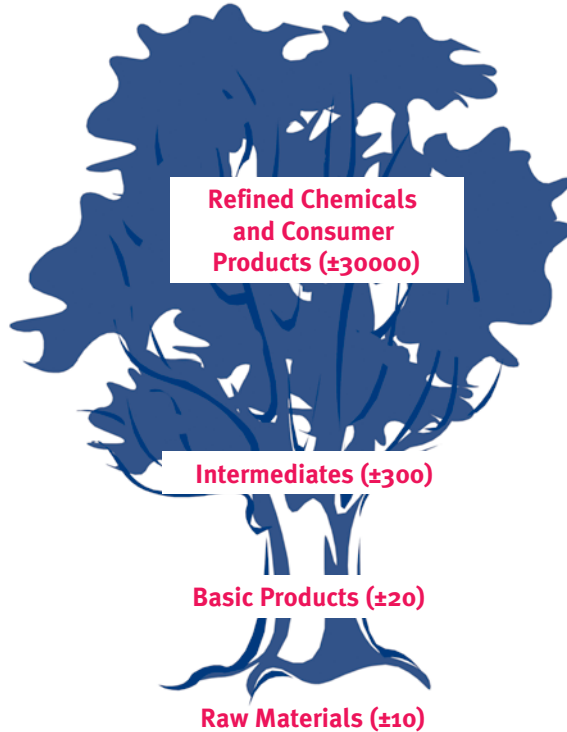 Refined Chemicals
and Consumer
Products (±30000)
Intermediates (±300)
Basic Products (±20)
Raw Materials (±10)